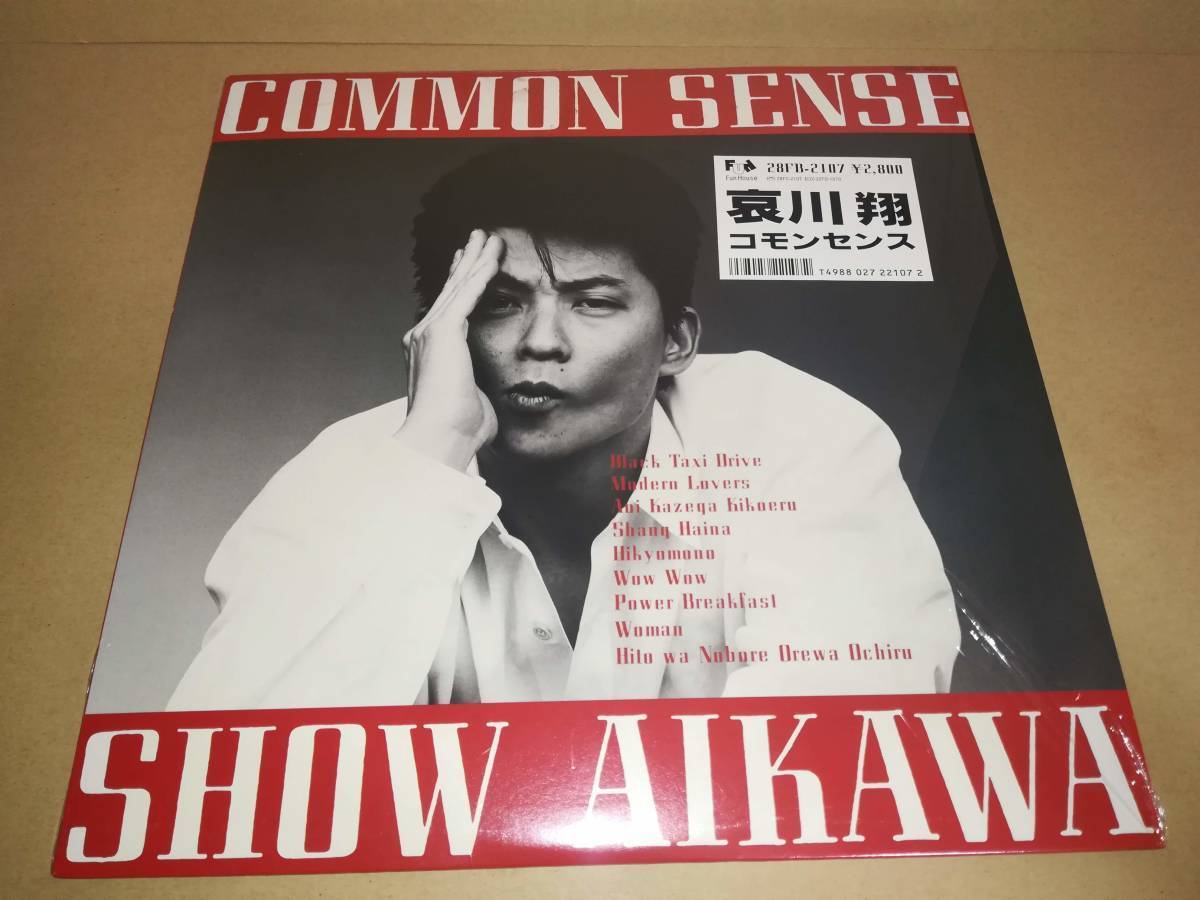 COMMON SENSE
Fun
Fun House
28FB-2107 ¥2,800
哀川翔
コモンセンス
T4988 027 22107 2
Black Taxi Drive
Modern Lovers
Aoi Kazega Kikoeru
Shang Haina
Hikyomono
Wow Wow
Power Breakfast
Woman
Hito wa Nobore Orewa Ochiru
SHOW AIKAWA